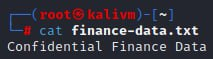 ┌──(root㉿kalivm)-[~]
└─# cat finance-data.txt
Confidential Finance Data